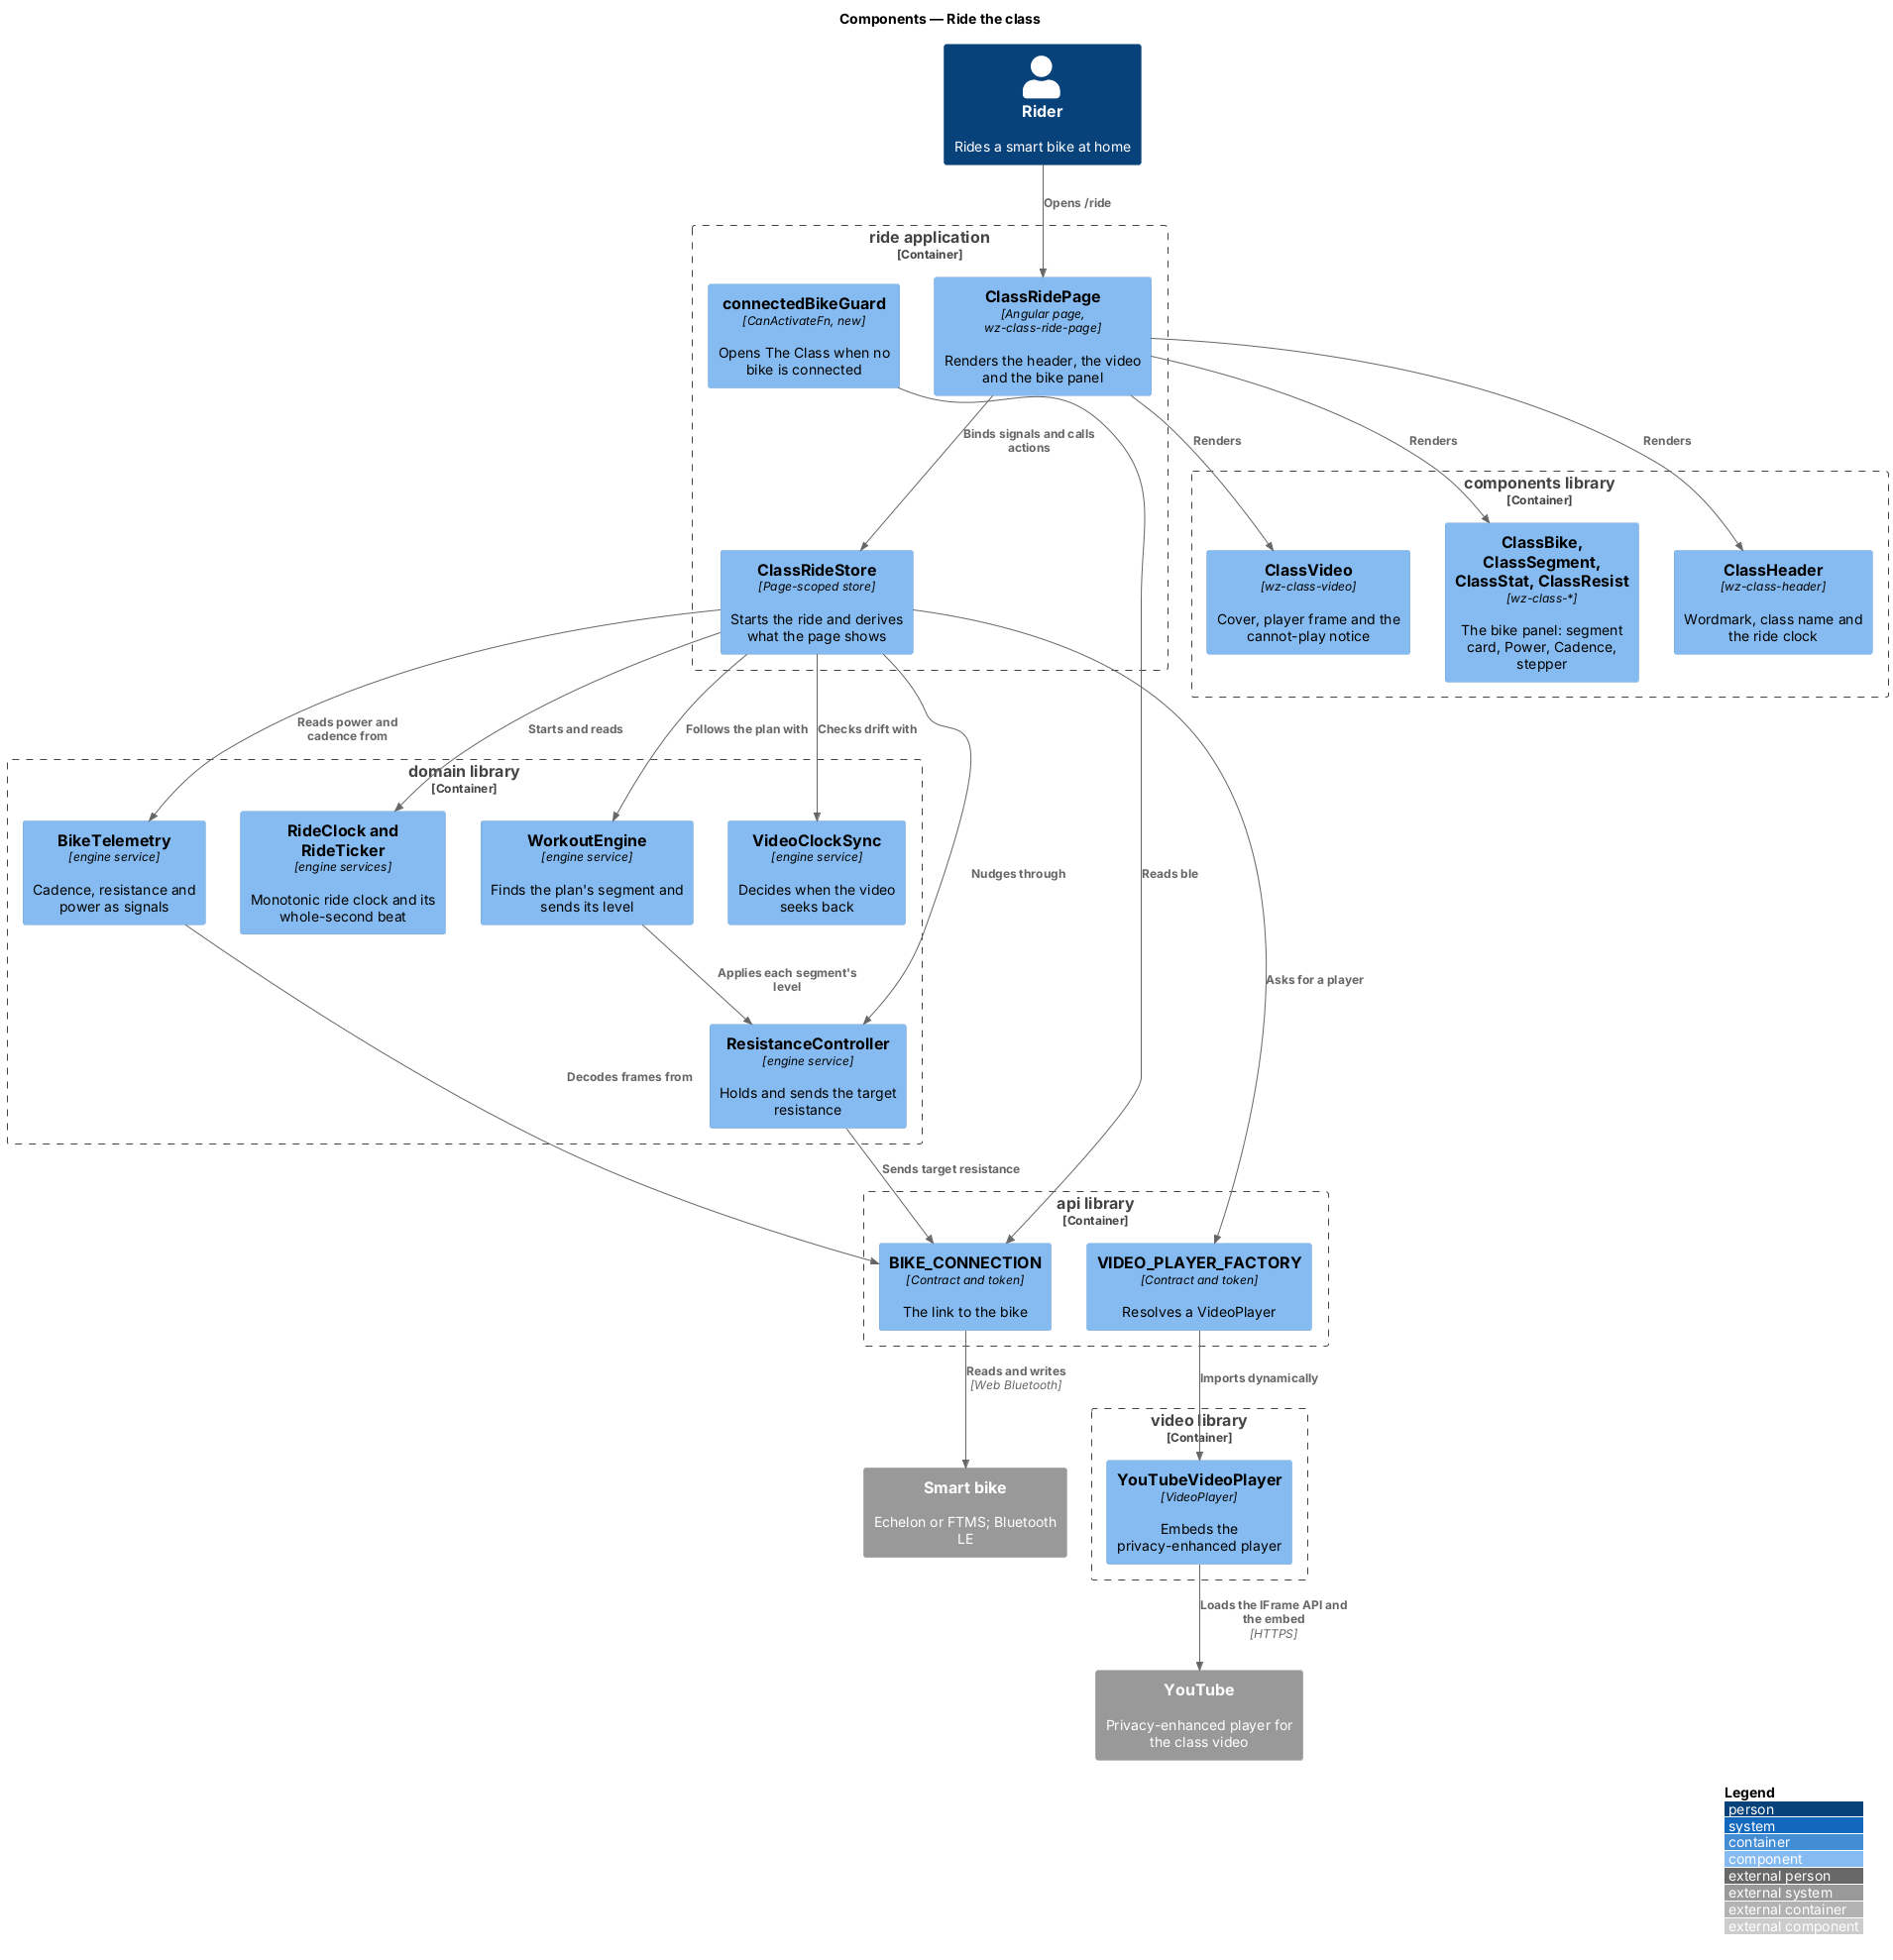 Components — Ride the class
Rider
Rides a smart bike at home
Opens /ride
ride application
[Container]
connectedBikeGuard
[CanActivateFn, new]
Opens The Class when no
bike is connected
ClassRidePage
[Angular page,
wz-class-ride-page]
Renders the header, the video
and the bike panel
Binds signals and calls
actions
Renders
Renders
Renders
components library
[Container]
ClassRideStore
[Page-scoped store]
Starts the ride and derives
what the page shows
ClassVideo
[wz-class-video]
Cover, player frame and the
cannot-play notice
ClassBike,
ClassSegment,
ClassStat, ClassResist
[wz-class-*]
The bike panel: segment
card, Power, Cadence,
stepper
ClassHeader
[wz-class-header]
Wordmark, class name and
the ride clock
Reads power and
cadence from
Starts and reads
Follows the plan with
Checks drift with
domain library
[Container]
BikeTelemetry
[engine service]
Cadence, resistance and
power as signals
RideClock and
RideTicker
[engine services]
Monotonic ride clock and its
whole-second beat
WorkoutEngine
[engine service]
Finds the plan's segment and
sends its level
VideoClockSync
[engine service]
Decides when the video
seeks back
Nudges through
Reads ble
Applies each segment's
level
Asks for a player
ResistanceController
[engine service]
Holds and sends the target
resistance
Decodes frames from
Sends target resistance
api library
[Container]
BIKE_CONNECTION
[Contract and token]
The link to the bike
VIDEO_PLAYER_FACTORY
[Contract and token]
Resolves a VideoPlayer
Reads and writes
[Web Bluetooth]
Imports dynamically
video library
[Container]
Smart bike
Echelon or FTMS; Bluetooth
LE
YouTubeVideoPlayer
[VideoPlayer]
Embeds the
privacy-enhanced player
Loads the IFrame API and
the embed
[HTTPS]
YouTube
Privacy-enhanced player for
the class video
Legend
person
system
container
component
external person
external system
external container
external component